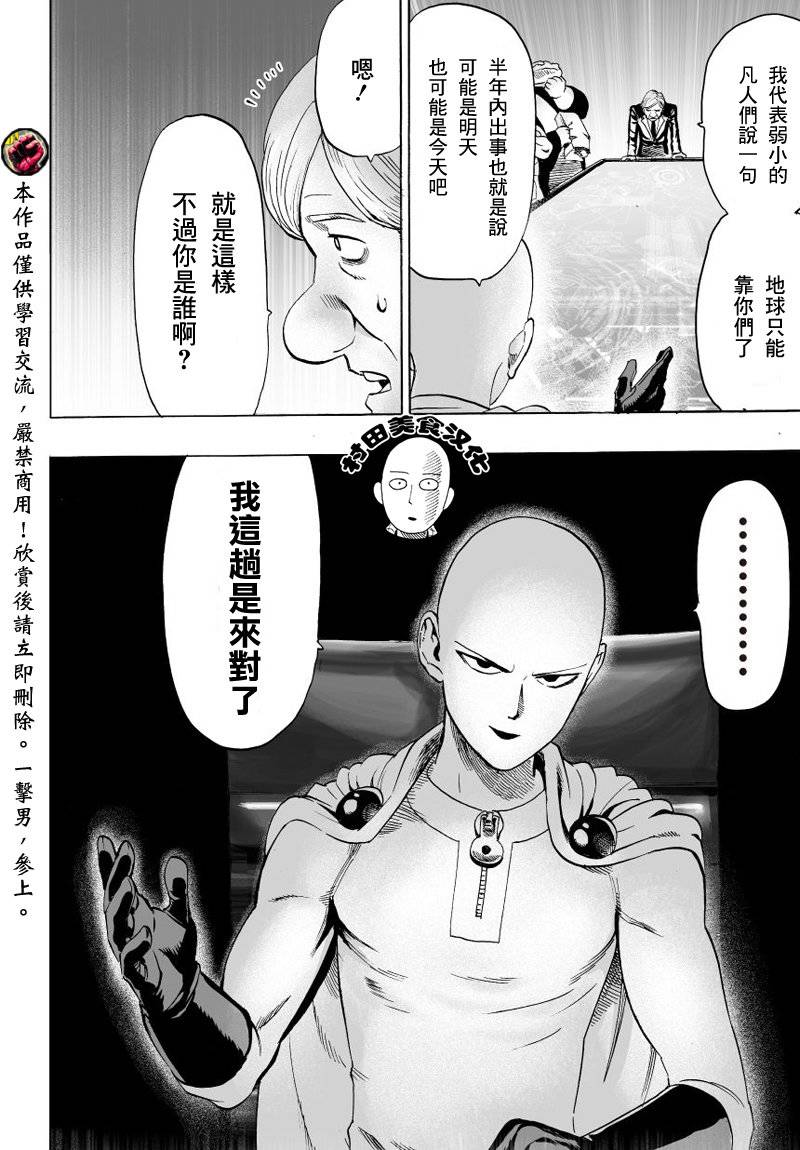 我代表弱小的
凡人們說一句
地球只能
靠你們了
半年內出事也就是說
可能是明天
也可能是今天吧
嗯！
就是這樣
不過你是誰啊？
村田美食汉化
…………
我這趟是來對了
本作品僅供學習交流，嚴禁商用！欣賞後請立即刪除。一擊男，參上。